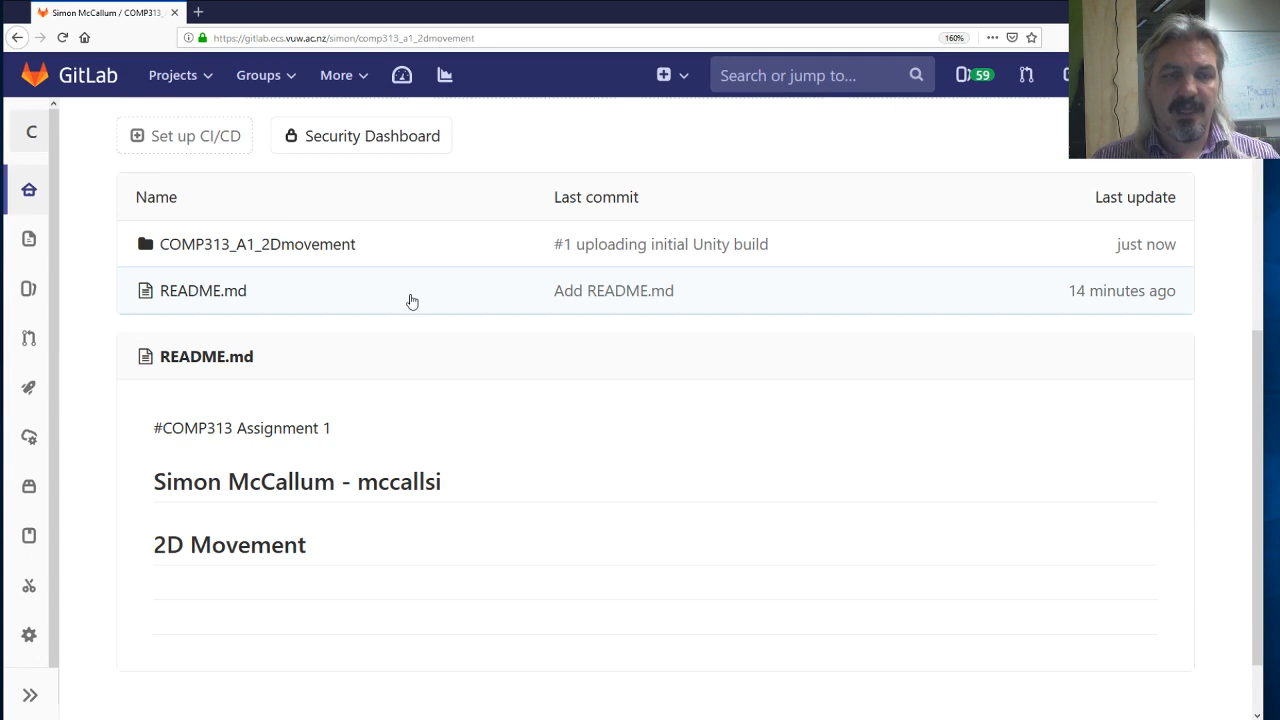 Simon McCallum / COMP313_
https://gitlab.ecs.vuw.ac.nz/simon/comp313_a1_2dmovement
160%
GitLab
Projects
Groups
More
Search or jump to...
59
C
Set up CI/CD
Security Dashboard
Name
Last commit
Last update
COMP313_A1_2Dmovement
#1 uploading initial Unity build
just now
README.md
Add README.md
14 minutes ago
README.md
#COMP313 Assignment 1
Simon McCallum - mccallsi
2D Movement